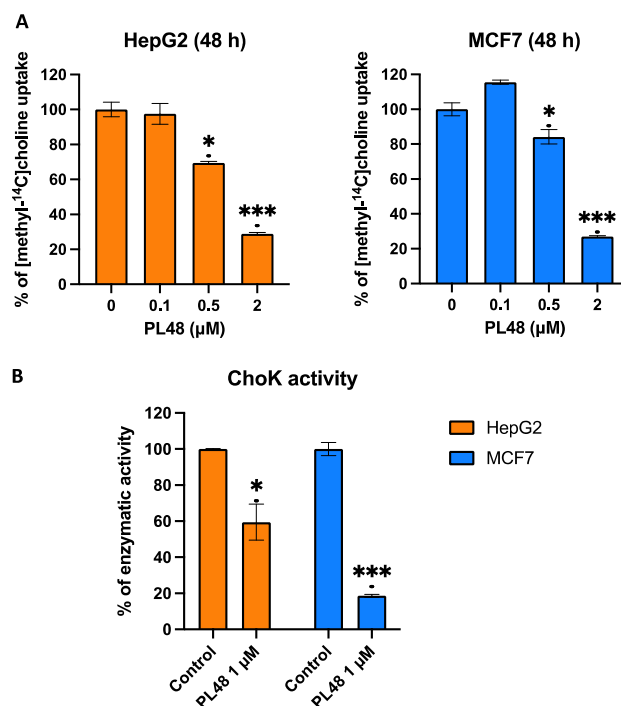 A
HepG2 (48 h)
% of [methyl-¹⁴C]choline uptake
120
100
80
60
40
20
0
*
***
0 0.1 0.5 2
PL48 (µM)
MCF7 (48 h)
% of [methyl-¹⁴C]choline uptake
120
100
80
60
40
20
0
*
***
0 0.1 0.5 2
PL48 (µM)
B
ChoK activity
% of enzymatic activity
120
100
80
60
40
20
0
*
***
Control PL48 1 µM Control PL48 1 µM
HepG2
MCF7